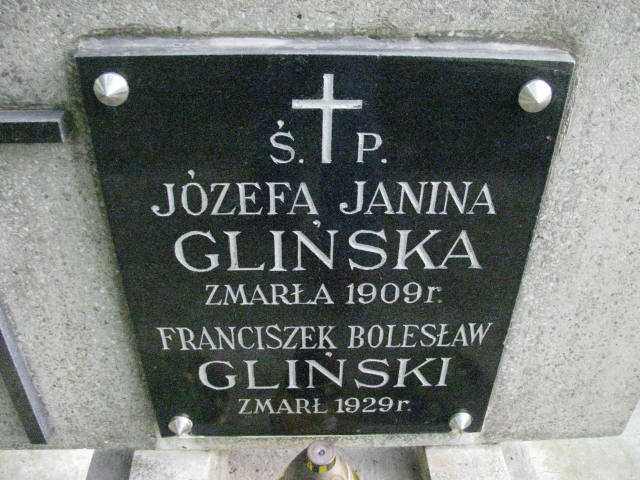 Ś. P.
JÓZEFA JANINA
GLIŃSKA
ZMARŁA 1909 r.
FRANCISZEK BOLESŁAW
GLIŃSKI
ZMARŁ 1929 r.